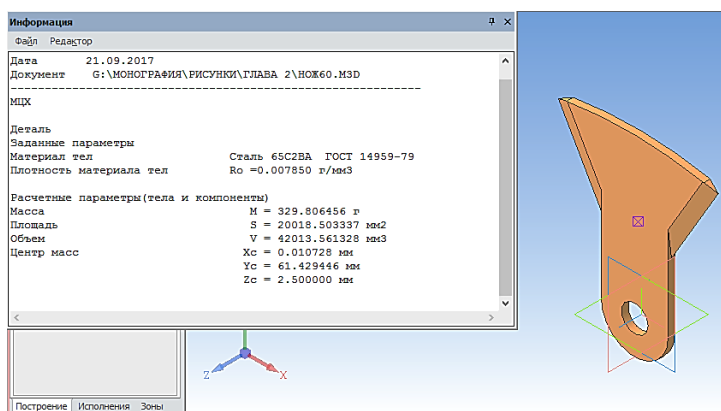 Информация
Файл Редактор
Дата 21.09.2017
Документ G:\МОНОГРАФИЯ\РИСУНКИ\ГЛАВА 2\НОЖ60.M3D
------------------------------------------------------------
МЦХ
Деталь
Заданные параметры
Материал тел Сталь 65С2ВА ГОСТ 14959-79
Плотность материала тел Ro =0.007850 г/мм3
Расчетные параметры(тела и компоненты)
Масса M = 329.806456 г
Площадь S = 20018.503337 мм2
Объем V = 42013.561328 мм3
Центр масс Xc = 0.010728 мм
Yc = 61.429446 мм
Zc = 2.500000 мм
Z X
Построение Исполнения Зоны